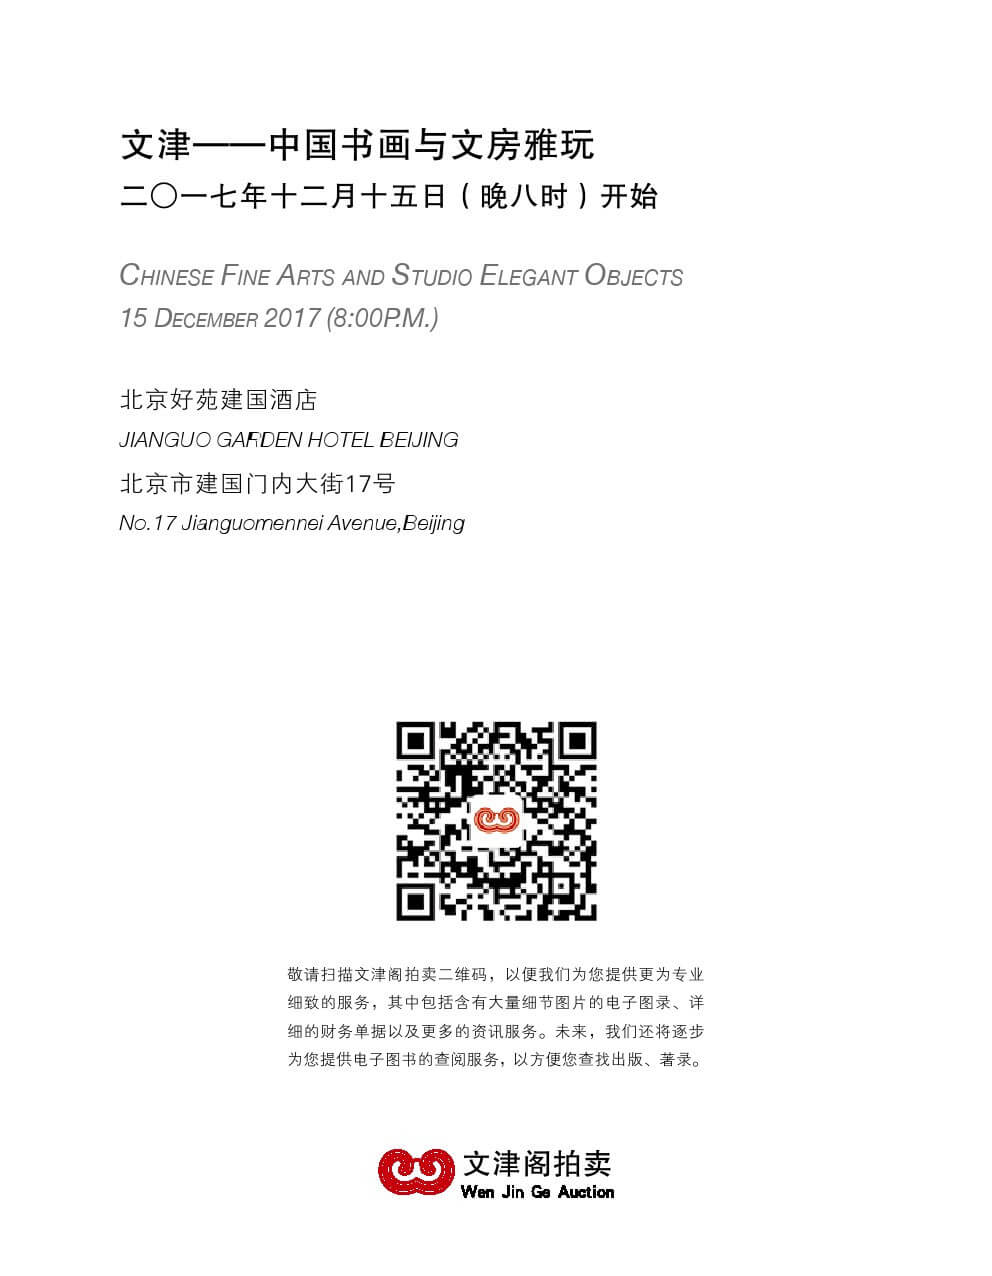 文津——中国书画与文房雅玩
二〇一七年十二月十五日（晚八时）开始
CHINESE FINE ARTS AND STUDIO ELEGANT OBJECTS
15 DECEMBER 2017 (8:00P.M.)
北京好苑建国酒店
JIANGUO GARDEN HOTEL BEIJING
北京市建国门内大街17号
No.17 Jianguomennei Avenue,Beijing
敬请扫描文津阁拍卖二维码，以便我们为您提供更为专业
细致的服务，其中包括含有大量细节图片的电子图录、详
细的财务单据以及更多的资讯服务。未来，我们还将逐步
为您提供电子图书的查阅服务，以方便您查找出版、著录。
文津阁拍卖
Wen Jin Ge Auction